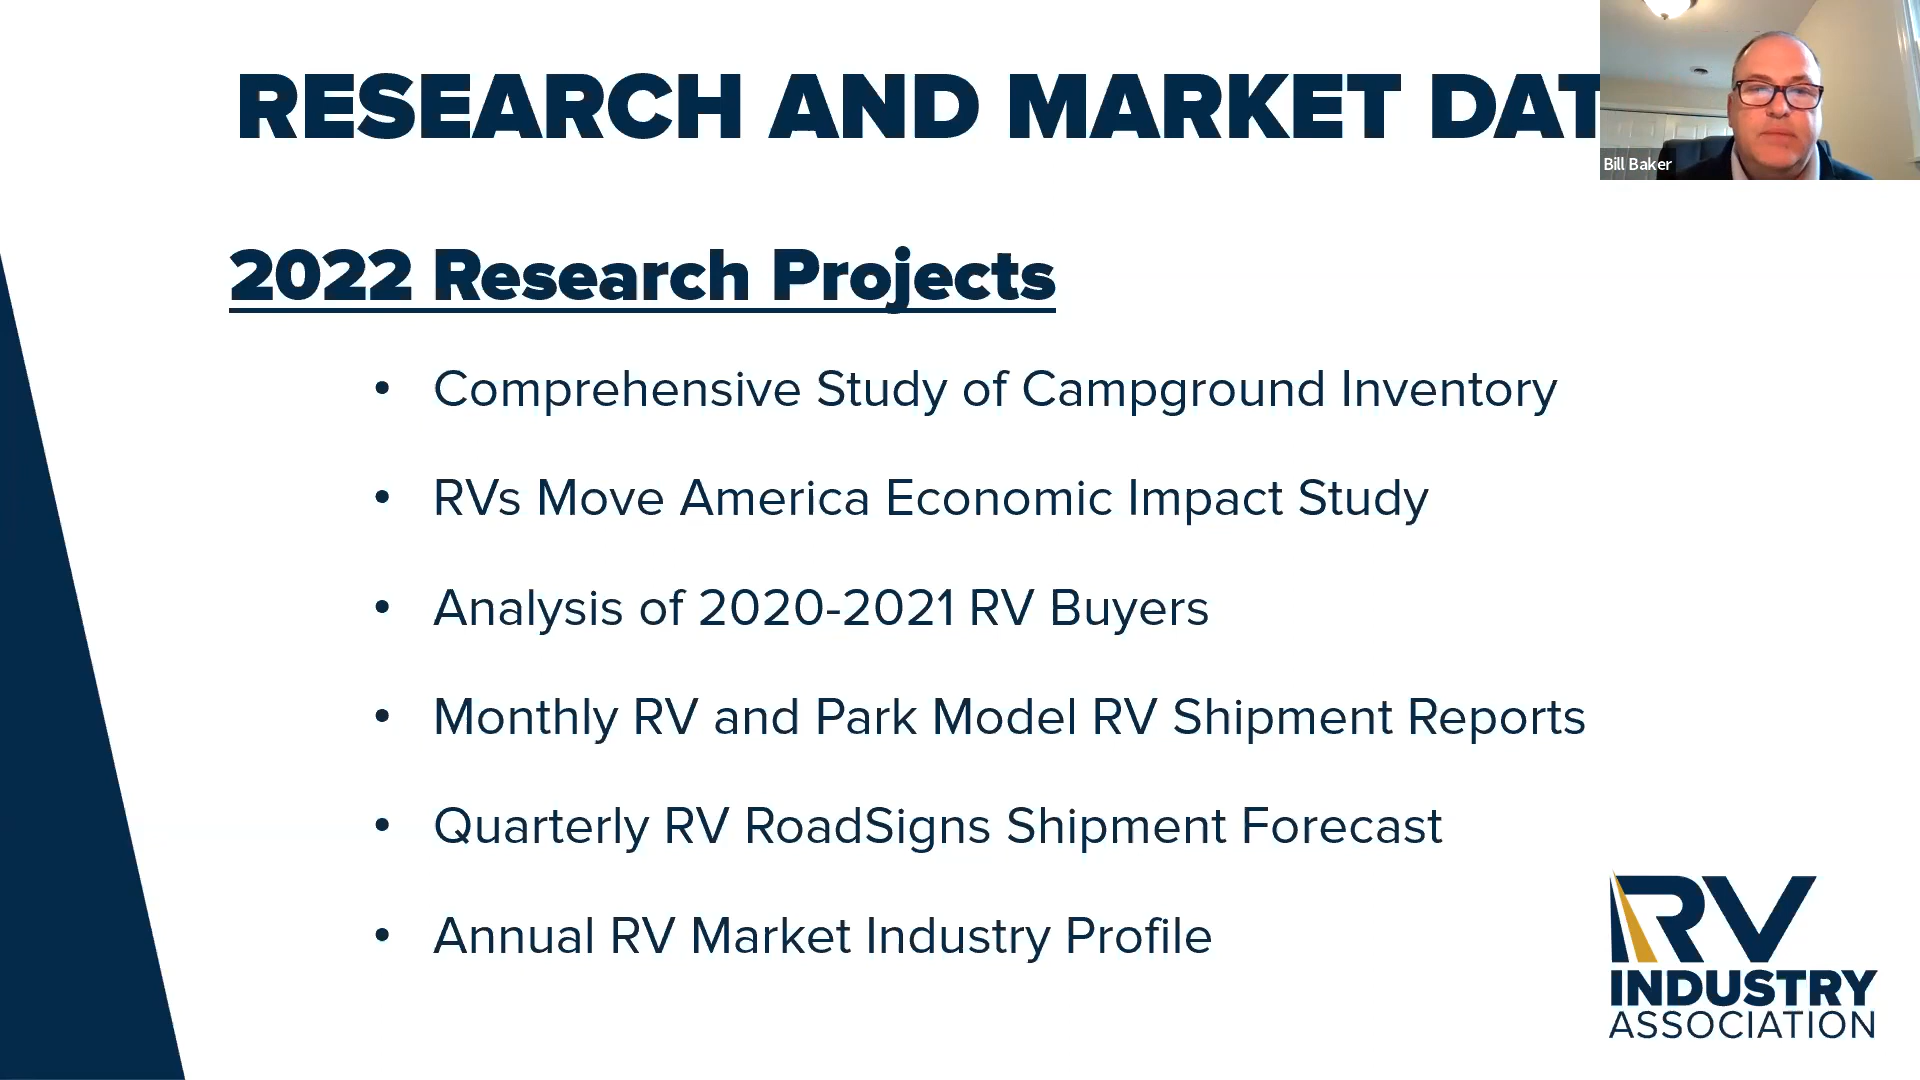 RESEARCH AND MARKET DAT
Bill Baker
2022 Research Projects
• Comprehensive Study of Campground Inventory
• RVs Move America Economic Impact Study
• Analysis of 2020-2021 RV Buyers
• Monthly RV and Park Model RV Shipment Reports
• Quarterly RV RoadSigns Shipment Forecast
• Annual RV Market Industry Profile
RV
INDUSTRY
ASSOCIATION